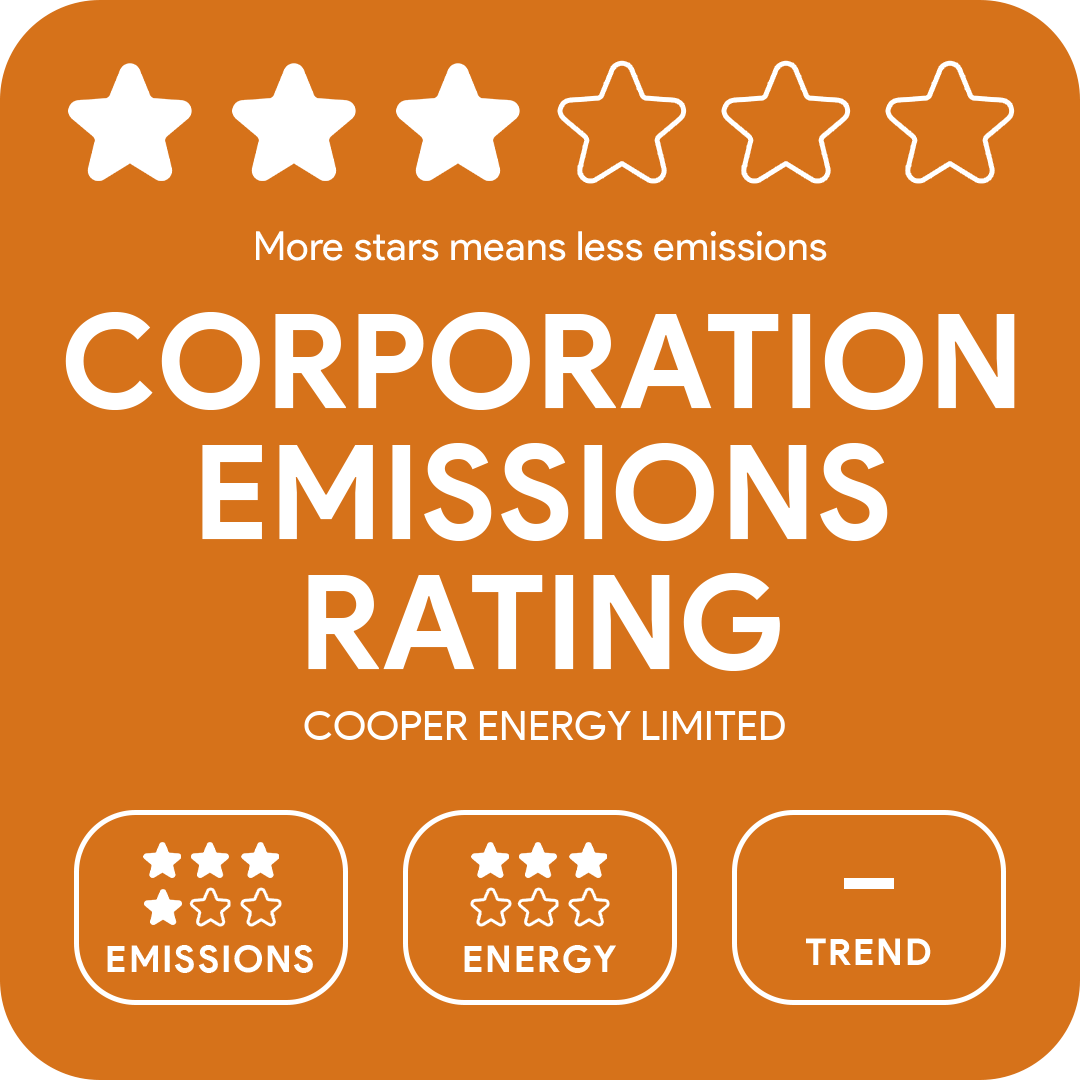 More stars means less emissions
CORPORATION
EMISSIONS
RATING
COOPER ENERGY LIMITED
EMISSIONS
ENERGY
TREND